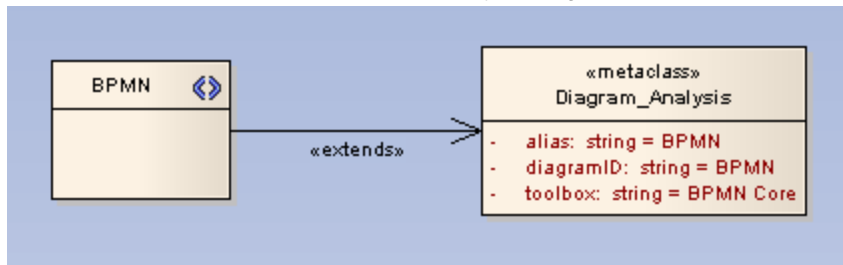 BPMN
«extends»
«metaclass»
Diagram_Analysis
- alias: string = BPMN
- diagramID: string = BPMN
- toolbox: string = BPMN Core